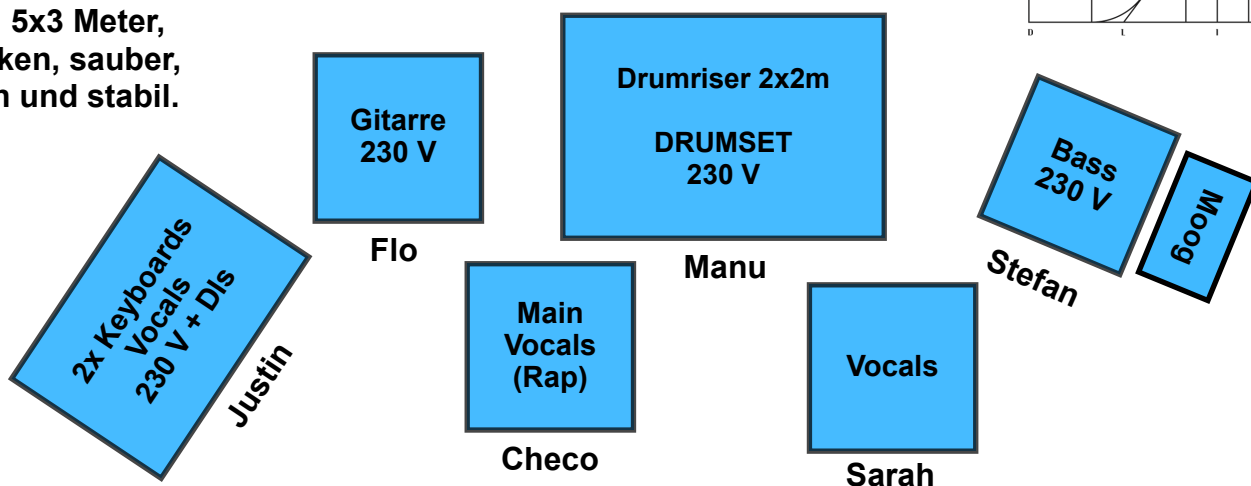 5x3 Meter,
sauber,
und stabil.
D L I
Gitarre
230 V
Flo
Drumriser 2x2m
DRUMSET
230 V
Manu
Bass
230 V
Moog
Stefan
2x Keyboards
Vocals
230 V + DIs
Justin
Main
Vocals
(Rap)
Checo
Vocals
Sarah